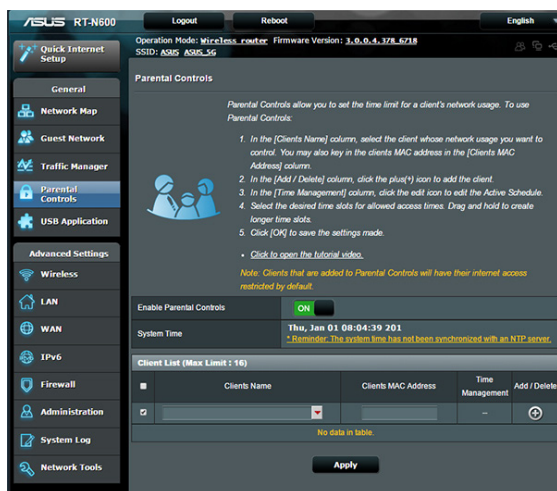 ASUS RT-N600 Logout Reboot English
Operation Mode: Wireless router Firmware Version: 3.0.0.4.378_6718
SSID: ASUS ASUS_5G
Quick Internet
Setup
General
Network Map
Guest Network
Traffic Manager
Parental
Controls
USB Application
Advanced Settings
Wireless
LAN
WAN
IPv6
Firewall
Administration
System Log
Network Tools
Parental Controls
Parental Controls allow you to set the time limit for a client's network usage. To use
Parental Controls:
1. In the [Clients Name] column, select the client whose network usage you want to
control. You may also key in the clients MAC address in the [Clients MAC
Address] column.
2. In the [Add / Delete] column, click the plus(+) icon to add the client.
3. In the [Time Management] column, click the edit icon to edit the Active Schedule.
4. Select the desired time slots for allowed access times. Drag and hold to create
longer time slots.
5. Click [OK] to save the settings made.
• Click to open the tutorial video.
Note: Clients that are added to Parental Controls will have their internet access
restricted by default.
Enable Parental Controls ON
System Time Thu, Jan 01 08:04:39 201
* Reminder: The system time has not been synchronized with an NTP server.
Client List (Max Limit : 16)
Clients Name Clients MAC Address Time
Management Add / Delete
–
No data in table.
Apply